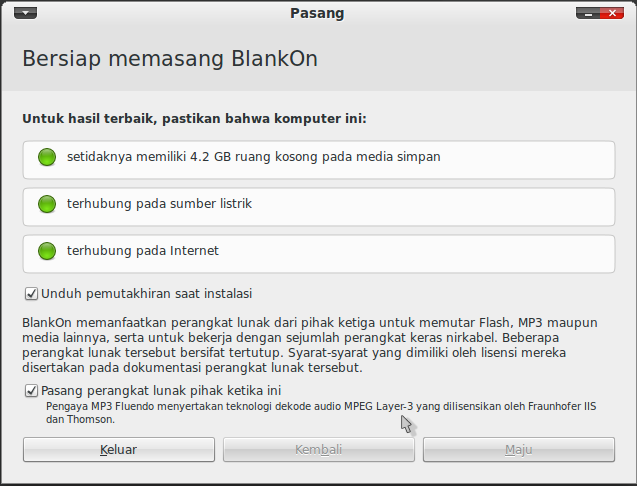 Pasang
Bersiap memasang BlankOn
Untuk hasil terbaik, pastikan bahwa komputer ini:
setidaknya memiliki 4.2 GB ruang kosong pada media simpan
terhubung pada sumber listrik
terhubung pada Internet
Unduh pemutakhiran saat instalasi
BlankOn memanfaatkan perangkat lunak dari pihak ketiga untuk memutar Flash, MP3 maupun
media lainnya, serta untuk bekerja dengan sejumlah perangkat keras nirkabel. Beberapa
perangkat lunak tersebut bersifat tertutup. Syarat-syarat yang dimiliki oleh lisensi mereka
disertakan pada dokumentasi perangkat lunak tersebut.
Pasang perangkat lunak pihak ketika ini
Pengaya MP3 Fluendo menyertakan teknologi dekode audio MPEG Layer-3 yang dilisensikan oleh Fraunhofer IIS
dan Thomson.
Keluar
Kembali
Maju